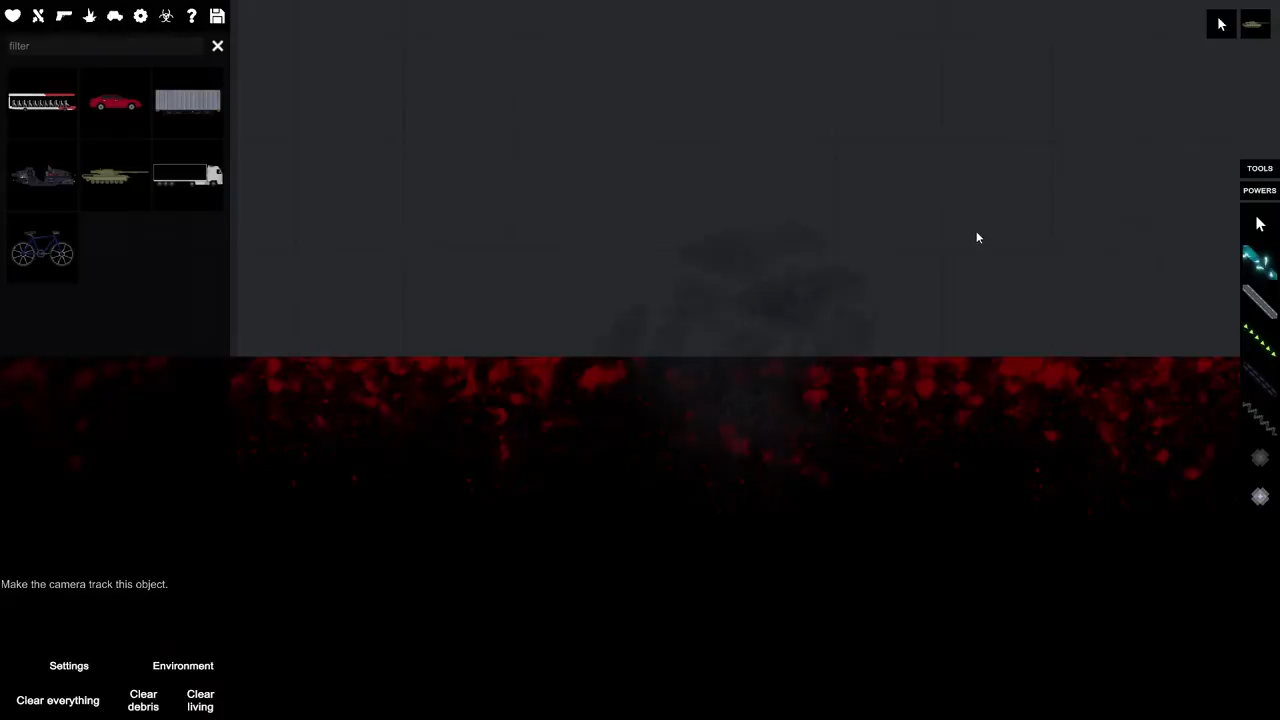 filter
TOOLS
POWERS
Make the camera track this object.
Settings
Environment
Clear everything
Clear
debris
Clear
living